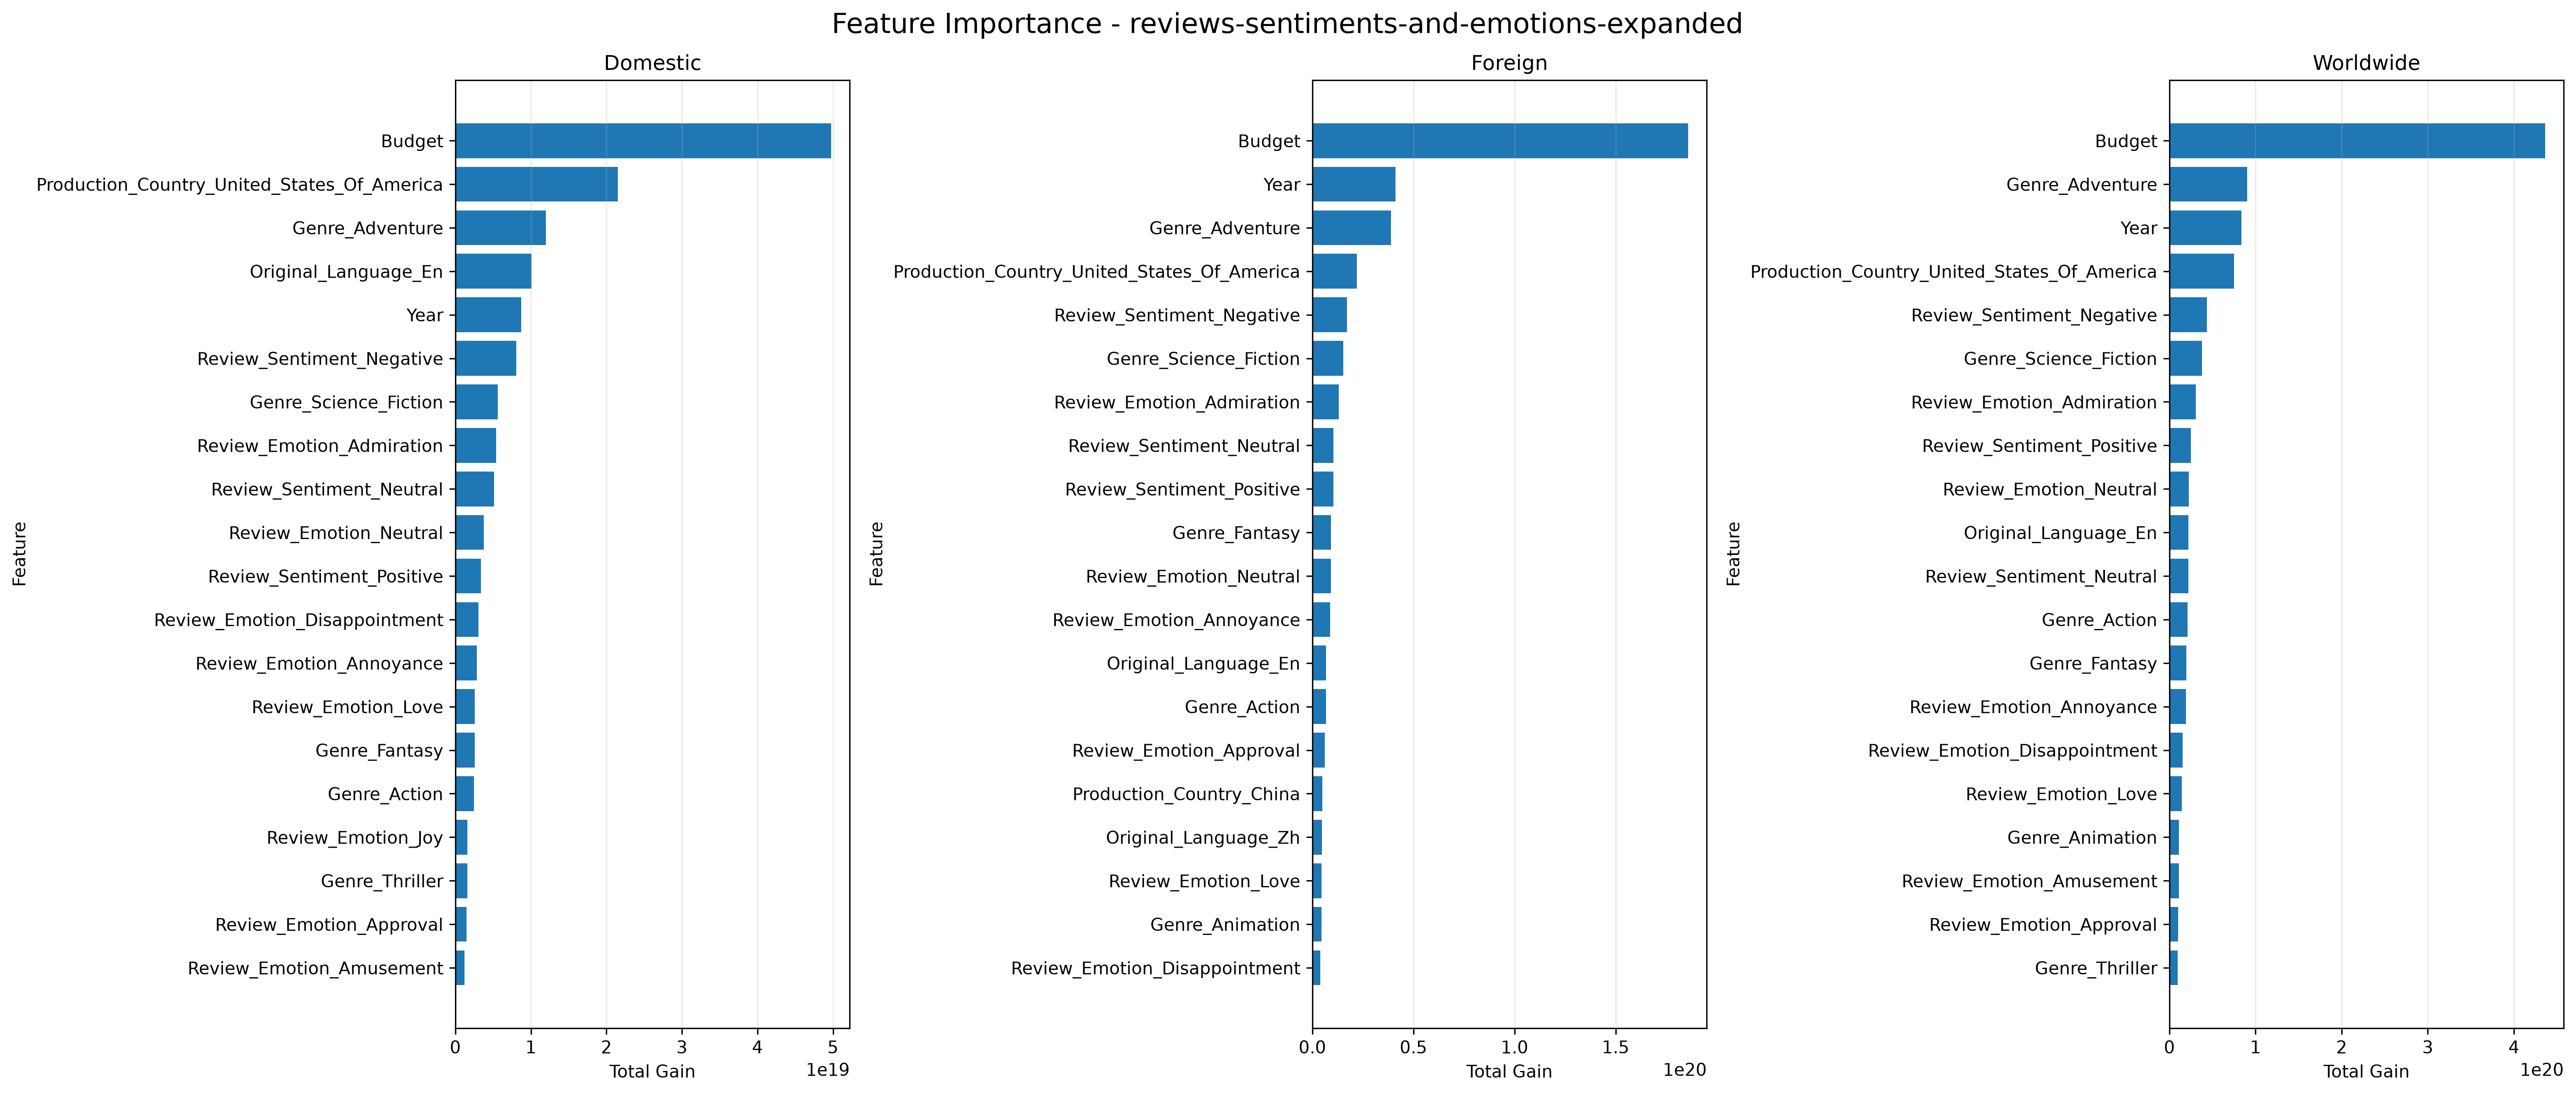 Feature Importance - reviews-sentiments-and-emotions-expanded
Domestic
Feature
Budget
Production_Country_United_States_Of_America
Genre_Adventure
Original_Language_En
Year
Review_Sentiment_Negative
Genre_Science_Fiction
Review_Emotion_Admiration
Review_Sentiment_Neutral
Review_Emotion_Neutral
Review_Sentiment_Positive
Review_Emotion_Disappointment
Review_Emotion_Annoyance
Review_Emotion_Love
Genre_Fantasy
Genre_Action
Review_Emotion_Joy
Genre_Thriller
Review_Emotion_Approval
Review_Emotion_Amusement
0 1 2 3 4 5
Total Gain
1e19
Foreign
Feature
Budget
Year
Genre_Adventure
Production_Country_United_States_Of_America
Review_Sentiment_Negative
Genre_Science_Fiction
Review_Emotion_Admiration
Review_Sentiment_Neutral
Review_Sentiment_Positive
Genre_Fantasy
Review_Emotion_Neutral
Review_Emotion_Annoyance
Original_Language_En
Genre_Action
Review_Emotion_Approval
Production_Country_China
Original_Language_Zh
Review_Emotion_Love
Genre_Animation
Review_Emotion_Disappointment
0.0 0.5 1.0 1.5
Total Gain
1e20
Worldwide
Feature
Budget
Genre_Adventure
Year
Production_Country_United_States_Of_America
Review_Sentiment_Negative
Genre_Science_Fiction
Review_Emotion_Admiration
Review_Sentiment_Positive
Review_Emotion_Neutral
Original_Language_En
Review_Sentiment_Neutral
Genre_Action
Genre_Fantasy
Review_Emotion_Annoyance
Review_Emotion_Disappointment
Review_Emotion_Love
Genre_Animation
Review_Emotion_Amusement
Review_Emotion_Approval
Genre_Thriller
0 1 2 3 4
Total Gain
1e20